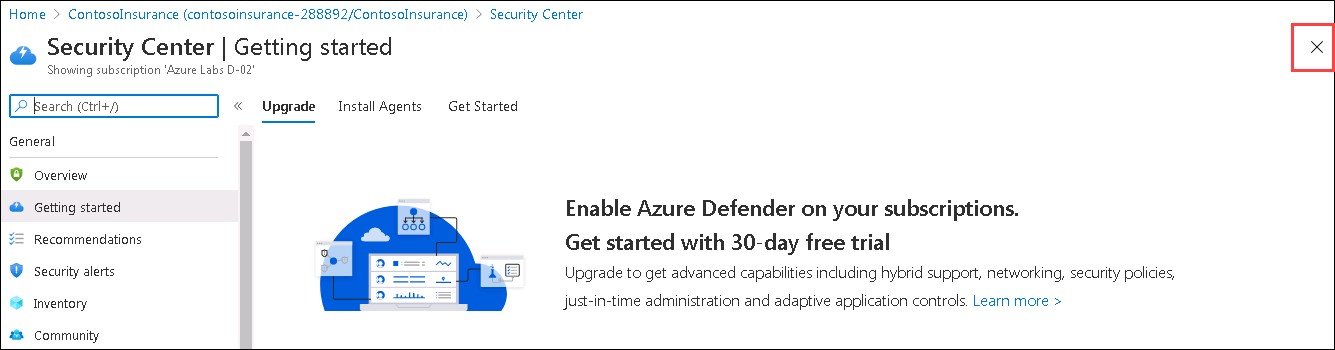 Home > ContosoInsurance (contosoinsurance-288892/ContosoInsurance) > Security Center
Security Center | Getting started
Showing subscription 'Azure Labs D-02'
Search (Ctrl+/)
«
Upgrade
Install Agents
Get Started
General
Overview
Getting started
Recommendations
Security alerts
Inventory
Community
Enable Azure Defender on your subscriptions.
Get started with 30-day free trial
Upgrade to get advanced capabilities including hybrid support, networking, security policies,
just-in-time administration and adaptive application controls. Learn more >